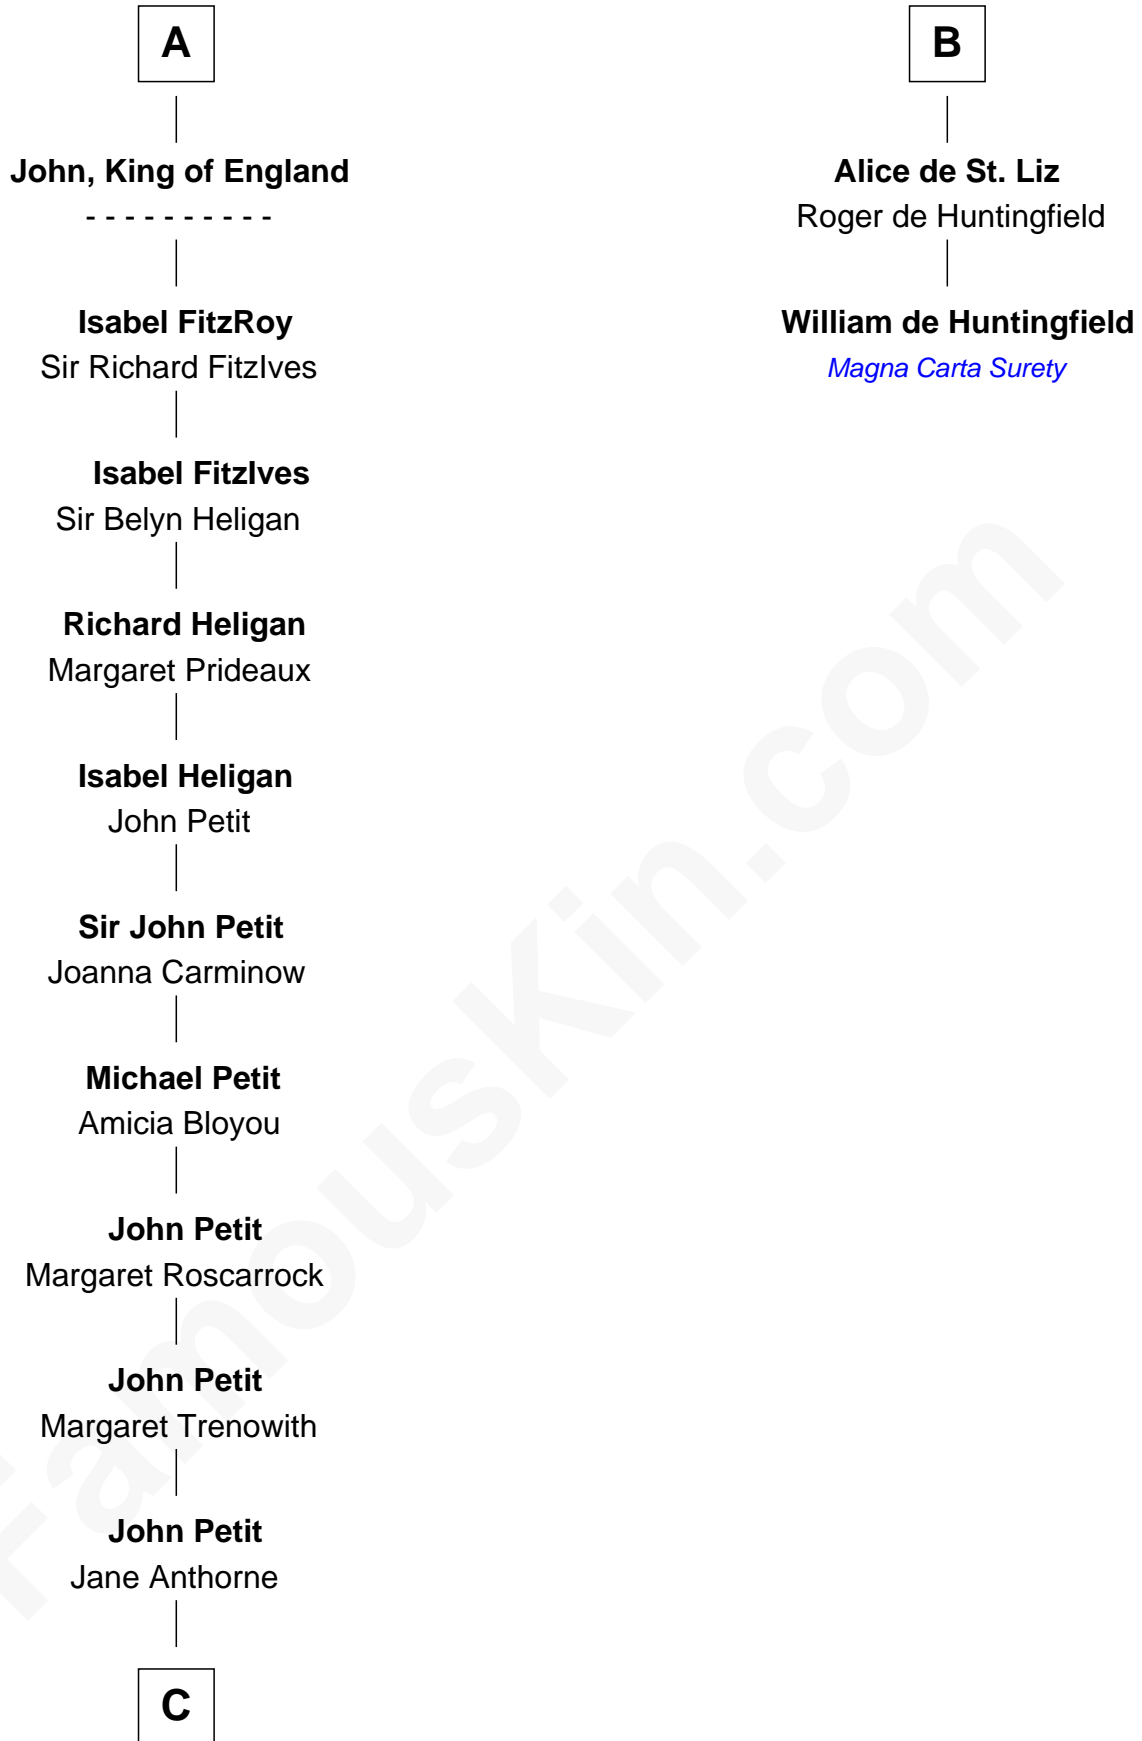 A
John, King of England
- - - - - - - - - -
Isabel FitzRoy
Sir Richard FitzIves
Isabel FitzIves
Sir Belyn Heligan
Richard Heligan
Margaret Prideaux
Isabel Heligan
John Petit
Sir John Petit
Joanna Carminow
Michael Petit
Amicia Bloyou
John Petit
Margaret Roscarrock
John Petit
Margaret Trenowith
John Petit
Jane Anthorne
C
B
Alice de St. Liz
Roger de Huntingfield
William de Huntingfield
Magna Carta Surety
FamousKin.com